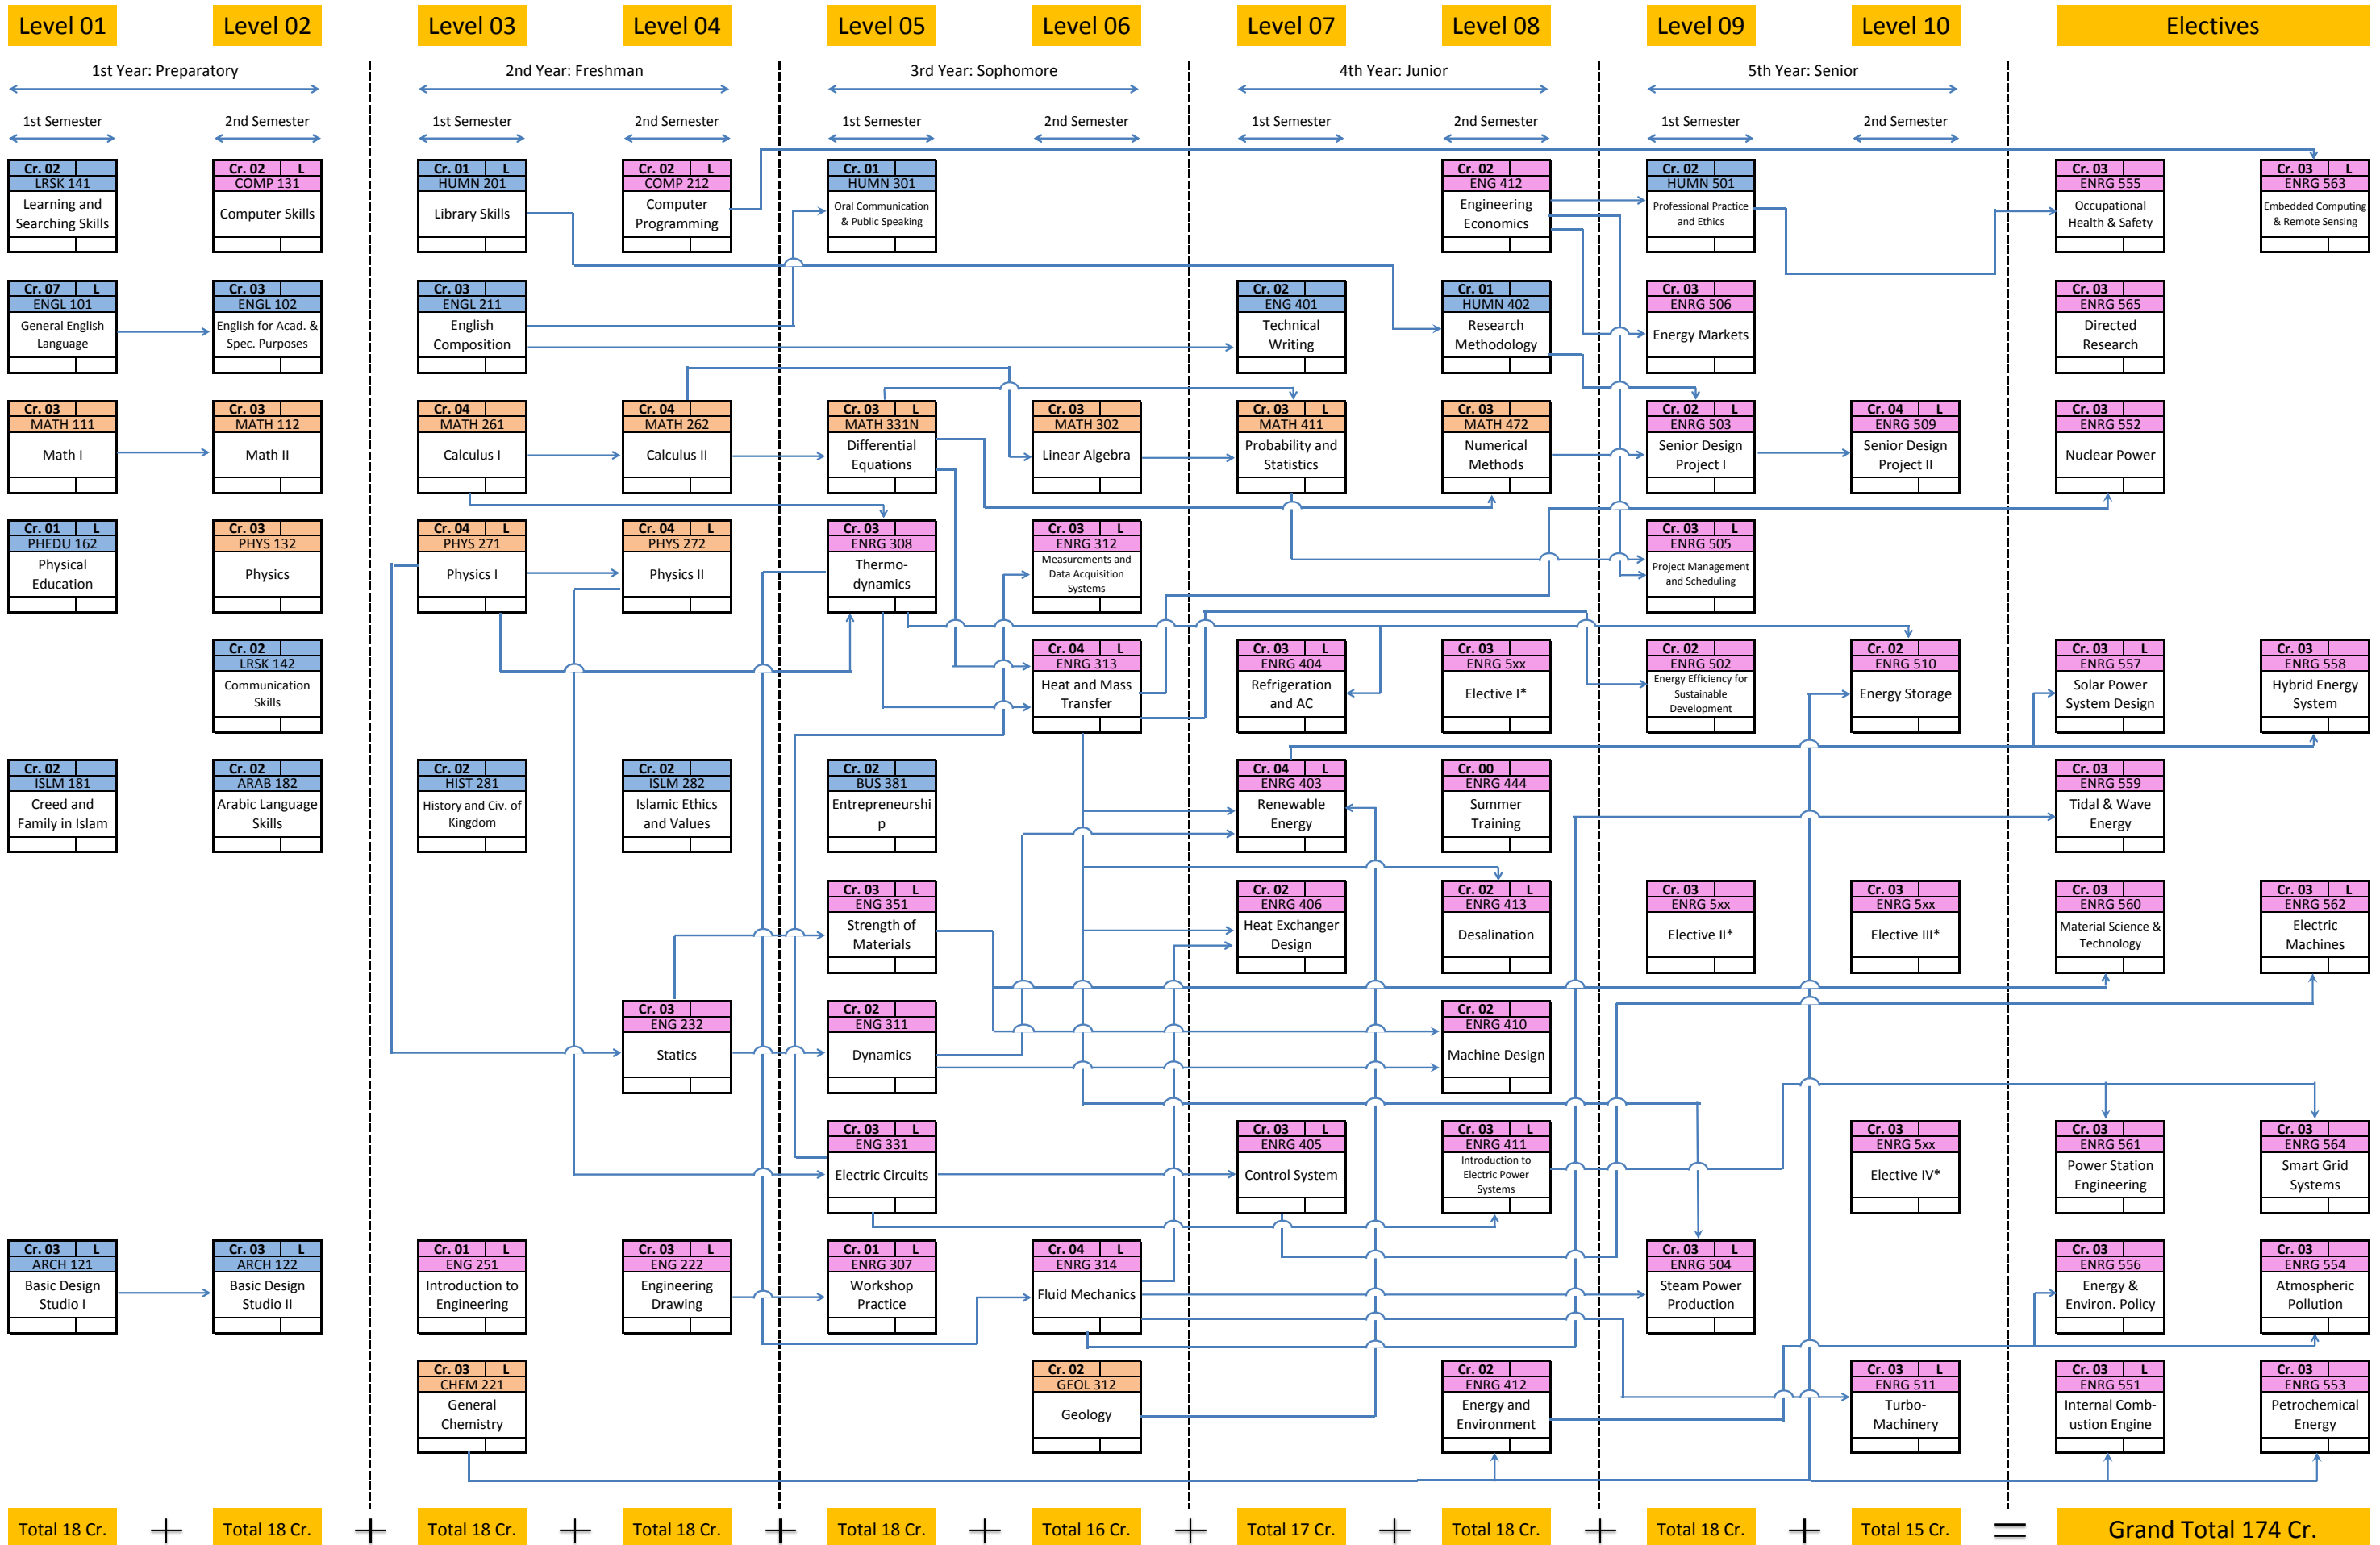 Level 01
Level 02
Level 03
Level 04
Level 05
Level 06
Level 07
Level 08
Level 09
Level 10
Electives
1st Year: Preparatory
2nd Year: Freshman
3rd Year: Sophomore
4th Year: Junior
5th Year: Senior
1st Semester
2nd Semester
1st Semester
2nd Semester
1st Semester
2nd Semester
1st Semester
2nd Semester
1st Semester
2nd Semester
Cr. 02
LRSK 141
Learning and
Searching Skills
Cr. 02 L
COMP 131
Computer Skills
Cr. 01 L
HUMN 201
Library Skills
Cr. 02 L
COMP 212
Computer
Programming
Cr. 01
HUMN 301
Oral Communication
& Public Speaking
Cr. 02
ENG 412
Engineering
Economics
Cr. 02
HUMN 501
Professional Practice
and Ethics
Cr. 03
ENRG 555
Occupational
Health & Safety
Cr. 03 L
ENRG 563
Embedded Computing
& Remote Sensing
Cr. 07 L
ENGL 101
General English
Language
Cr. 03
ENGL 102
English for Acad. &
Spec. Purposes
Cr. 03
ENGL 211
English
Composition
Cr. 02
ENG 401
Technical
Writing
Cr. 01
HUMN 402
Research
Methodology
Cr. 03
ENRG 506
Energy Markets
Cr. 03
ENRG 565
Directed
Research
Cr. 03
MATH 111
Math I
Cr. 03
MATH 112
Math II
Cr. 04
MATH 261
Calculus I
Cr. 04
MATH 262
Calculus II
Cr. 03 L
MATH 331N
Differential
Equations
Cr. 03
MATH 302
Linear Algebra
Cr. 03 L
MATH 411
Probability and
Statistics
Cr. 03
MATH 472
Numerical
Methods
Cr. 02 L
ENRG 503
Senior Design
Project I
Cr. 04 L
ENRG 509
Senior Design
Project II
Cr. 03
ENRG 552
Nuclear Power
Cr. 01 L
PHEDU 162
Physical
Education
Cr. 03
PHYS 132
Physics
Cr. 04 L
PHYS 271
Physics I
Cr. 04 L
PHYS 272
Physics II
Cr. 03
ENRG 308
Thermo-
dynamics
Cr. 03 L
ENRG 312
Measurements and
Data Acquisition
Systems
Cr. 03 L
ENRG 505
Project Management
and Scheduling
Cr. 02
LRSK 142
Communication
Skills
Cr. 04 L
ENRG 313
Heat and Mass
Transfer
Cr. 03 L
ENRG 404
Refrigeration
and AC
Cr. 03
ENRG 5xx
Elective I*
Cr. 02
ENRG 502
Energy Efficiency for
Sustainable
Development
Cr. 02
ENRG 510
Energy Storage
Cr. 03 L
ENRG 557
Solar Power
System Design
Cr. 03
ENRG 558
Hybrid Energy
System
Cr. 02
ISLM 181
Creed and
Family in Islam
Cr. 02
ARAB 182
Arabic Language
Skills
Cr. 02
HIST 281
History and Civ. of
Kingdom
Cr. 02
ISLM 282
Islamic Ethics
and Values
Cr. 02
BUS 381
Entrepreneurshi
p
Cr. 04 L
ENRG 403
Renewable
Energy
Cr. 00
ENRG 444
Summer
Training
Cr. 03
ENRG 559
Tidal & Wave
Energy
Cr. 03 L
ENG 351
Strength of
Materials
Cr. 02
ENRG 406
Heat Exchanger
Design
Cr. 02 L
ENRG 413
Desalination
Cr. 03
ENRG 5xx
Elective II*
Cr. 03
ENRG 5xx
Elective III*
Cr. 03
ENRG 560
Material Science &
Technology
Cr. 03 L
ENRG 562
Electric
Machines
Cr. 03
ENG 232
Statics
Cr. 02
ENG 311
Dynamics
Cr. 02
ENRG 410
Machine Design
Cr. 03 L
ENG 331
Electric Circuits
Cr. 03 L
ENRG 405
Control System
Cr. 03 L
ENRG 411
Introduction to
Electric Power
Systems
Cr. 03
ENRG 5xx
Elective IV*
Cr. 03
ENRG 561
Power Station
Engineering
Cr. 03
ENRG 564
Smart Grid
Systems
Cr. 03 L
ARCH 121
Basic Design
Studio I
Cr. 03 L
ARCH 122
Basic Design
Studio II
Cr. 01 L
ENG 251
Introduction to
Engineering
Cr. 03 L
ENG 222
Engineering
Drawing
Cr. 01 L
ENRG 307
Workshop
Practice
Cr. 04 L
ENRG 314
Fluid Mechanics
Cr. 03 L
ENRG 504
Steam Power
Production
Cr. 03
ENRG 556
Energy &
Environ. Policy
Cr. 03
ENRG 554
Atmospheric
Pollution
Cr. 03 L
CHEM 221
General
Chemistry
Cr. 02
GEOL 312
Geology
Cr. 02
ENRG 412
Energy and
Environment
Cr. 03 L
ENRG 511
Turbo-
Machinery
Cr. 03 L
ENRG 551
Internal Comb-
ustion Engine
Cr. 03
ENRG 553
Petrochemical
Energy
Total 18 Cr. + Total 18 Cr. + Total 18 Cr. + Total 18 Cr. + Total 18 Cr. + Total 16 Cr. + Total 17 Cr. + Total 18 Cr. + Total 18 Cr. + Total 15 Cr. = Grand Total 174 Cr.